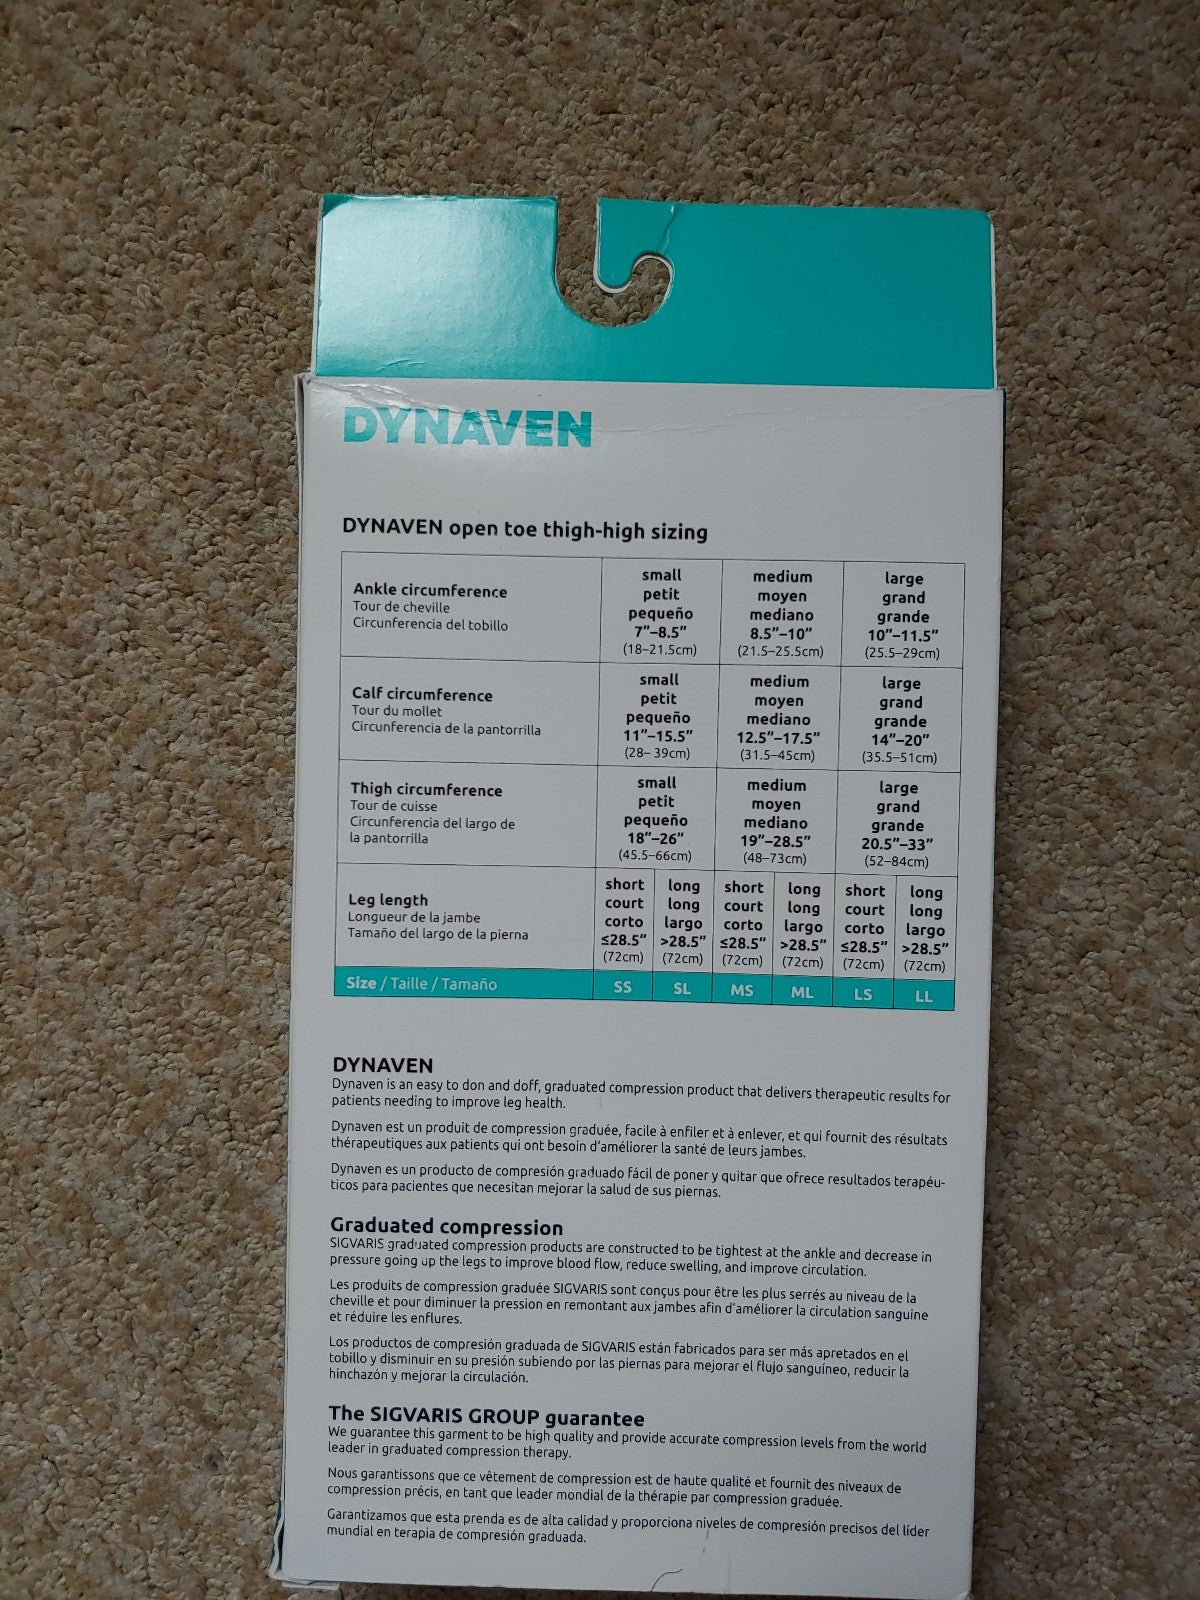 DYNAVEN
DYNAVEN open toe thigh-high sizing
Ankle circumference
Tour de cheville
Circunferencia del tobillo
small
petit
pequeño
7”–8.5”
(18–21.5cm)
medium
moyen
mediano
8.5”–10”
(21.5–25.5cm)
large
grand
grande
10”–11.5”
(25.5–29cm)
Calf circumference
Tour du mollet
Circunferencia de la pantorrilla
small
petit
pequeño
11”–15.5”
(28– 39cm)
medium
moyen
mediano
12.5”–17.5”
(31.5–45cm)
large
grand
grande
14”–20”
(35.5–51cm)
Thigh circumference
Tour de cuisse
Circunferencia del largo de
la pantorrilla
small
petit
pequeño
18”–26”
(45.5–66cm)
medium
moyen
mediano
19”–28.5”
(48–73cm)
large
grand
grande
20.5”–33”
(52–84cm)
Leg length
Longueur de la jambe
Tamaño del largo de la pierna
short
court
corto
≤28.5”
(72cm)
long
long
largo
>28.5”
(72cm)
short
court
corto
≤28.5”
(72cm)
long
long
largo
>28.5”
(72cm)
short
court
corto
≤28.5”
(72cm)
long
long
largo
>28.5”
(72cm)
Size / Taille / Tamaño
SS
SL
MS
ML
LS
LL
DYNAVEN
Dynaven is an easy to don and doff, graduated compression product that delivers therapeutic results for
patients needing to improve leg health.
Dynaven est un produit de compression graduée, facile à enfiler et à enlever, et qui fournit des résultats
thérapeutiques aux patients qui ont besoin d’améliorer la santé de leurs jambes.
Dynaven es un producto de compresión graduado fácil de poner y quitar que ofrece resultados terapéu-
ticos para pacientes que necesitan mejorar la salud de sus piernas.
Graduated compression
SIGVARIS graduated compression products are constructed to be tightest at the ankle and decrease in
pressure going up the legs to improve blood flow, reduce swelling, and improve circulation.
Les produits de compression graduée SIGVARIS sont conçus pour être les plus serrés au niveau de la
cheville et pour diminuer la pression en remontant aux jambes afin d’améliorer la circulation sanguine
et réduire les enflures.
Los productos de compresión graduada de SIGVARIS están fabricados para ser más apretados en el
tobillo y disminuir en su presión subiendo por las piernas para mejorar el flujo sanguíneo, reducir la
hinchazón y mejorar la circulación.
The SIGVARIS GROUP guarantee
We guarantee this garment to be high quality and provide accurate compression levels from the world
leader in graduated compression therapy.
Nous garantissons que ce vêtement de compression est de haute qualité et fournit des niveaux de
compression précis, en tant que leader mondial de la thérapie par compression graduée.
Garantizamos que esta prenda es de alta calidad y proporciona niveles de compresión precisos del líder
mundial en terapia de compresión graduada.